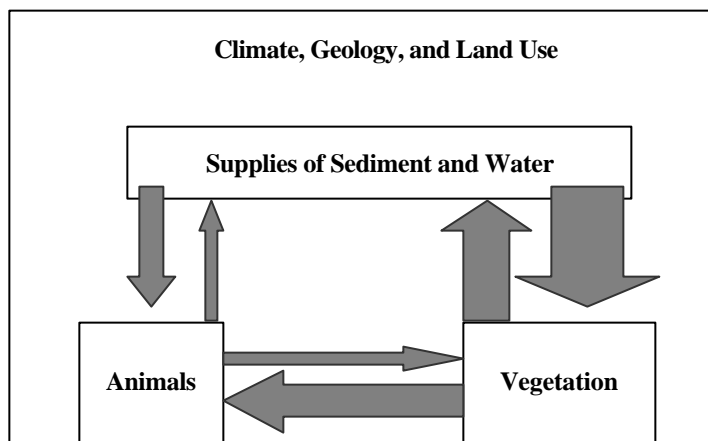 Climate, Geology, and Land Use
Supplies of Sediment and Water
Animals
Vegetation